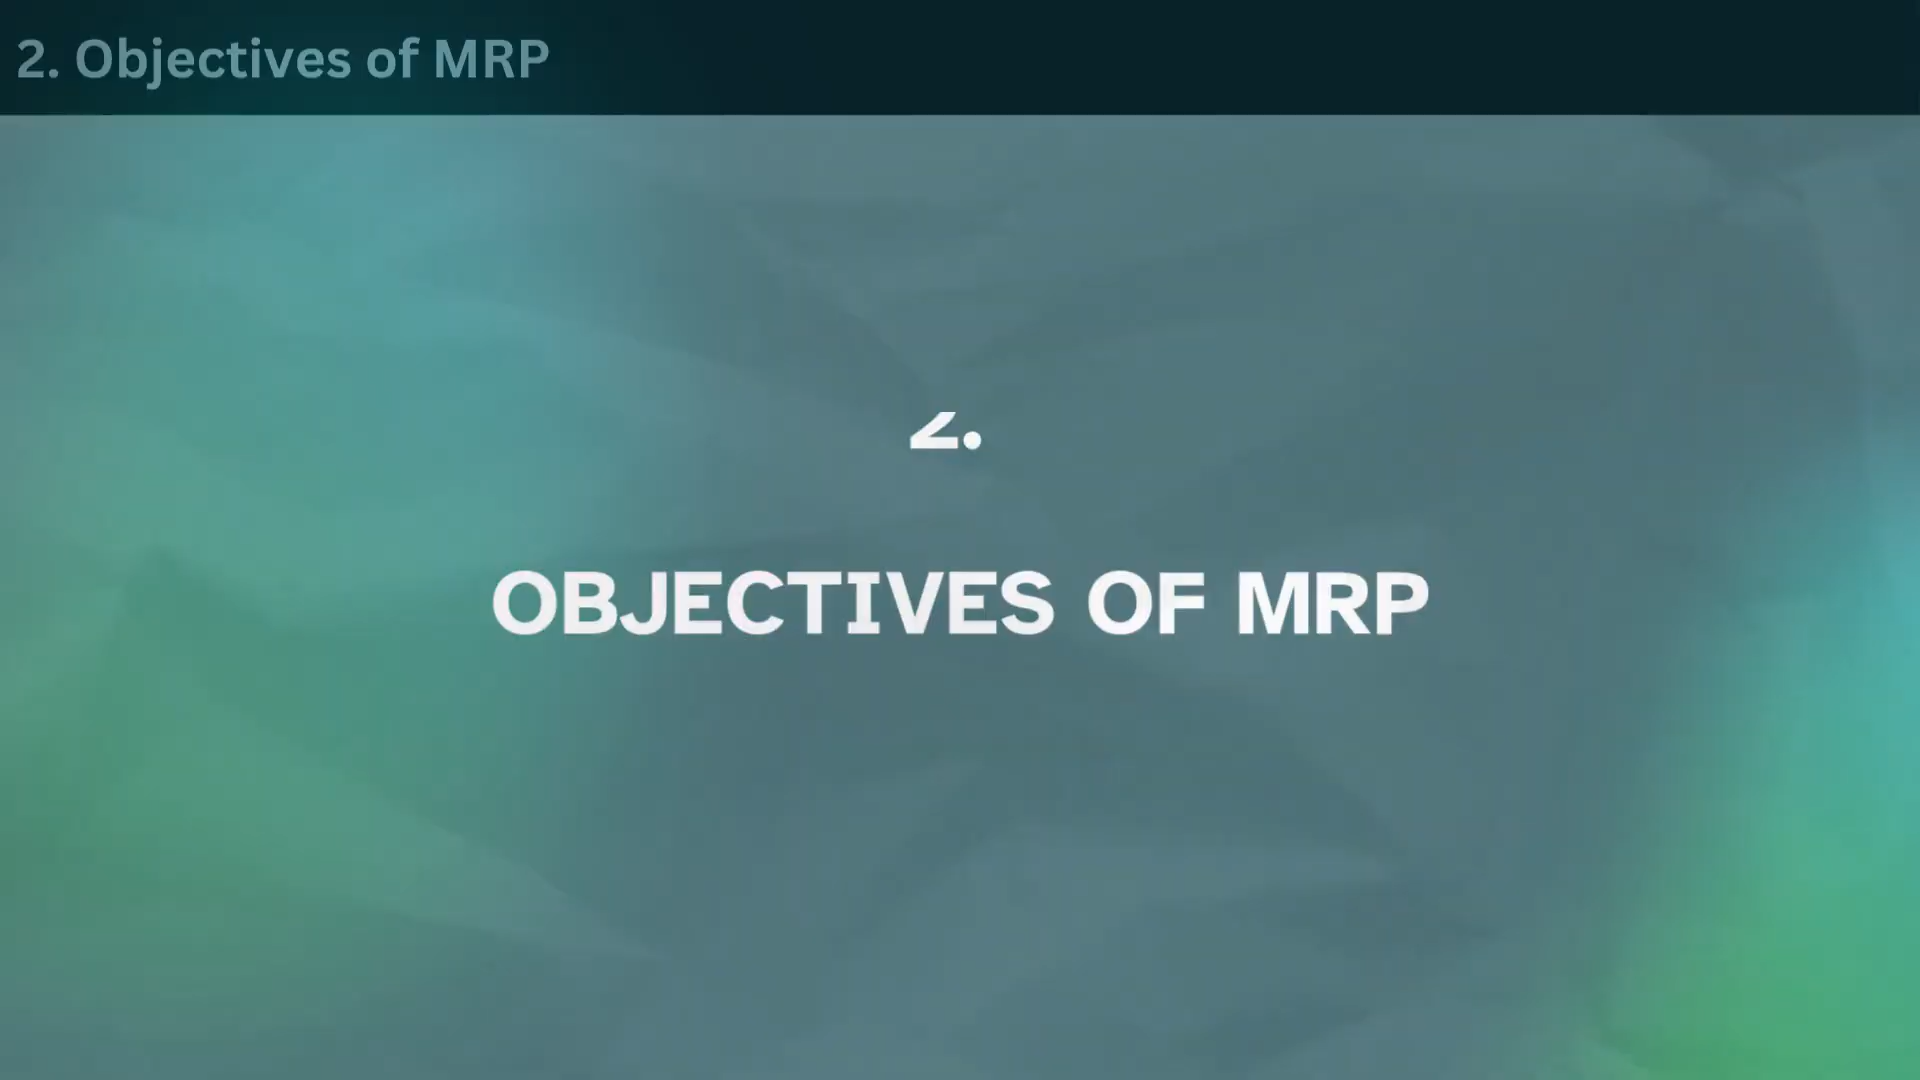 2. Objectives of MRP
2.
OBJECTIVES OF MRP